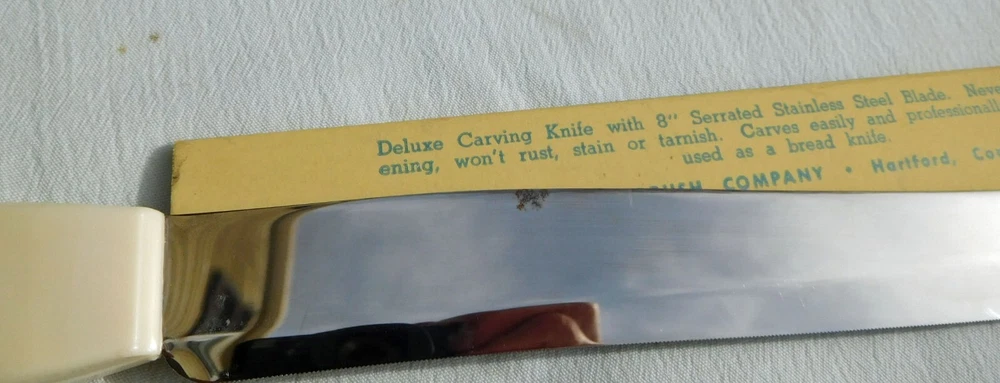 Deluxe Carving Knife with 8" Serrated Stainless Steel Blade.
ening, won't rust, stain or tarnish. Carves easily and professionall
used as a bread knife.
COMPANY • Hartford,